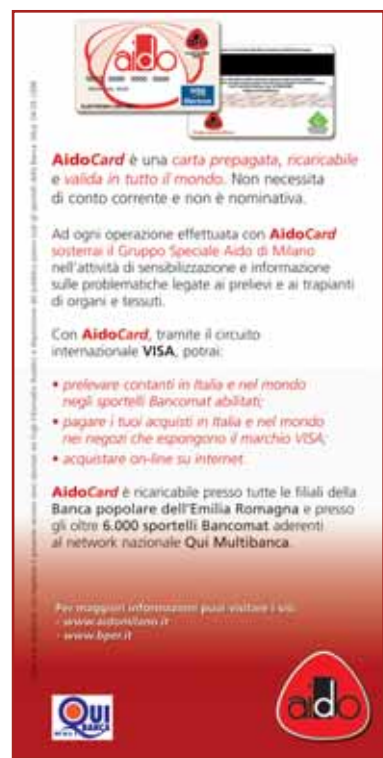 aido
VISA
Electron
AidoCard è una carta prepagata, ricaricabile
e valida in tutto il mondo. Non necessita
di conto corrente e non è nominativa.
Ad ogni operazione effettuata con AidoCard
sosterrai il Gruppo Speciale Aido di Milano
nell'attività di sensibilizzazione e informazione
sulle problematiche legate ai prelievi e ai trapianti
di organi e tessuti.
Con AidoCard, tramite il circuito
internazionale VISA, potrai:
• prelevare contanti in Italia e nel mondo
negli sportelli Bancomat abilitati;
• pagare i tuoi acquisti in Italia e nel mondo
nei negozi che espongono il marchio VISA;
• acquistare on-line su internet.
AidoCard è ricaricabile presso tutte le filiali della
Banca popolare dell'Emilia Romagna e presso
gli oltre 6.000 sportelli Bancomat aderenti
al network nazionale Qui Multibanca.
Per maggiori informazioni puoi visitare i siti:
- www.aidomilano.it
- www.bper.it
QUI
BANCA
aido